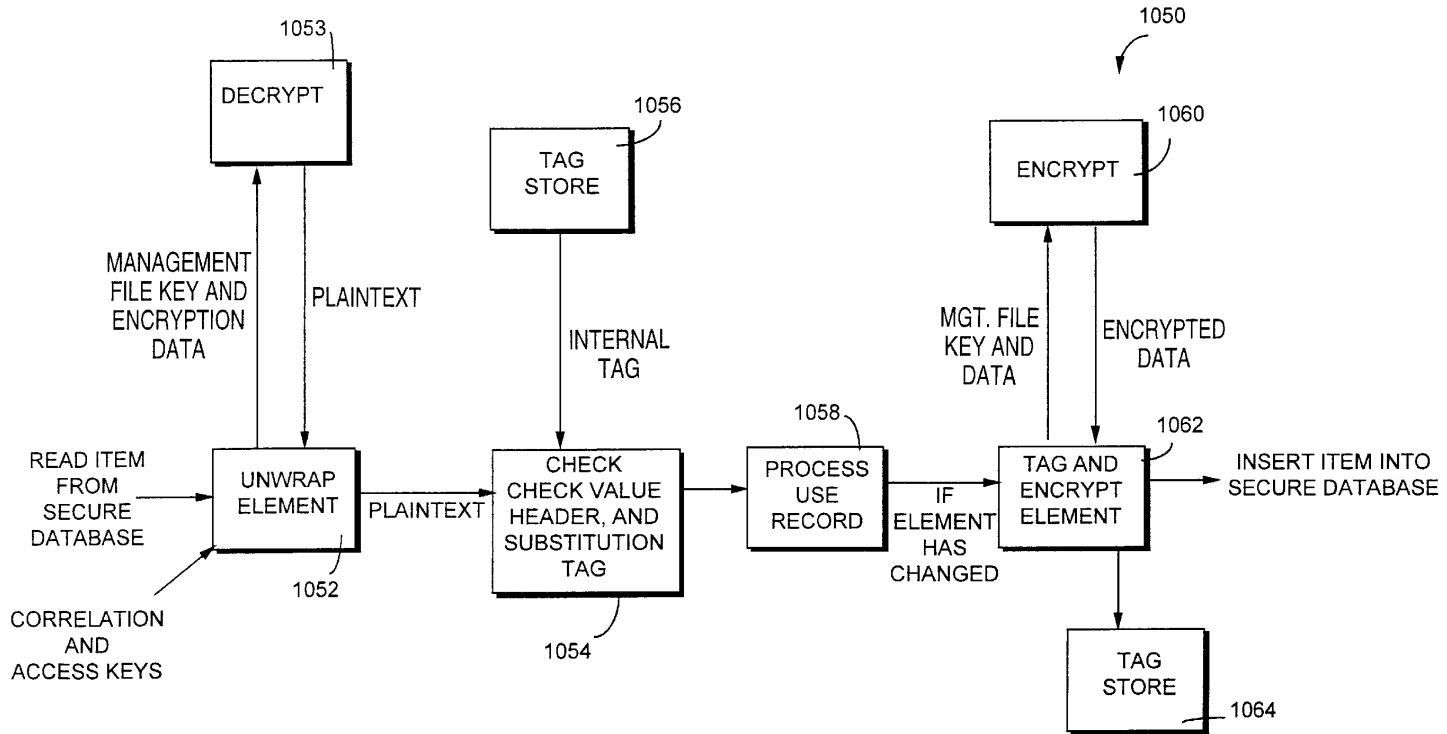 1050
1053
DECRYPT
1056
TAG
STORE
1060
ENCRYPT
MANAGEMENT
FILE KEY AND
ENCRYPTION
DATA
PLAINTEXT
INTERNAL
TAG
MGT. FILE
KEY AND
DATA
ENCRYPTED
DATA
READ ITEM
FROM
SECURE
DATABASE
UNWRAP
ELEMENT
1052
CORRELATION
AND
ACCESS KEYS
PLAINTEXT
CHECK
CHECK VALUE
HEADER, AND
SUBSTITUTION
TAG
1054
1058
PROCESS
USE
RECORD
IF
ELEMENT
HAS
CHANGED
1062
TAG AND
ENCRYPT
ELEMENT
INSERT ITEM INTO
SECURE DATABASE
TAG
STORE
1064